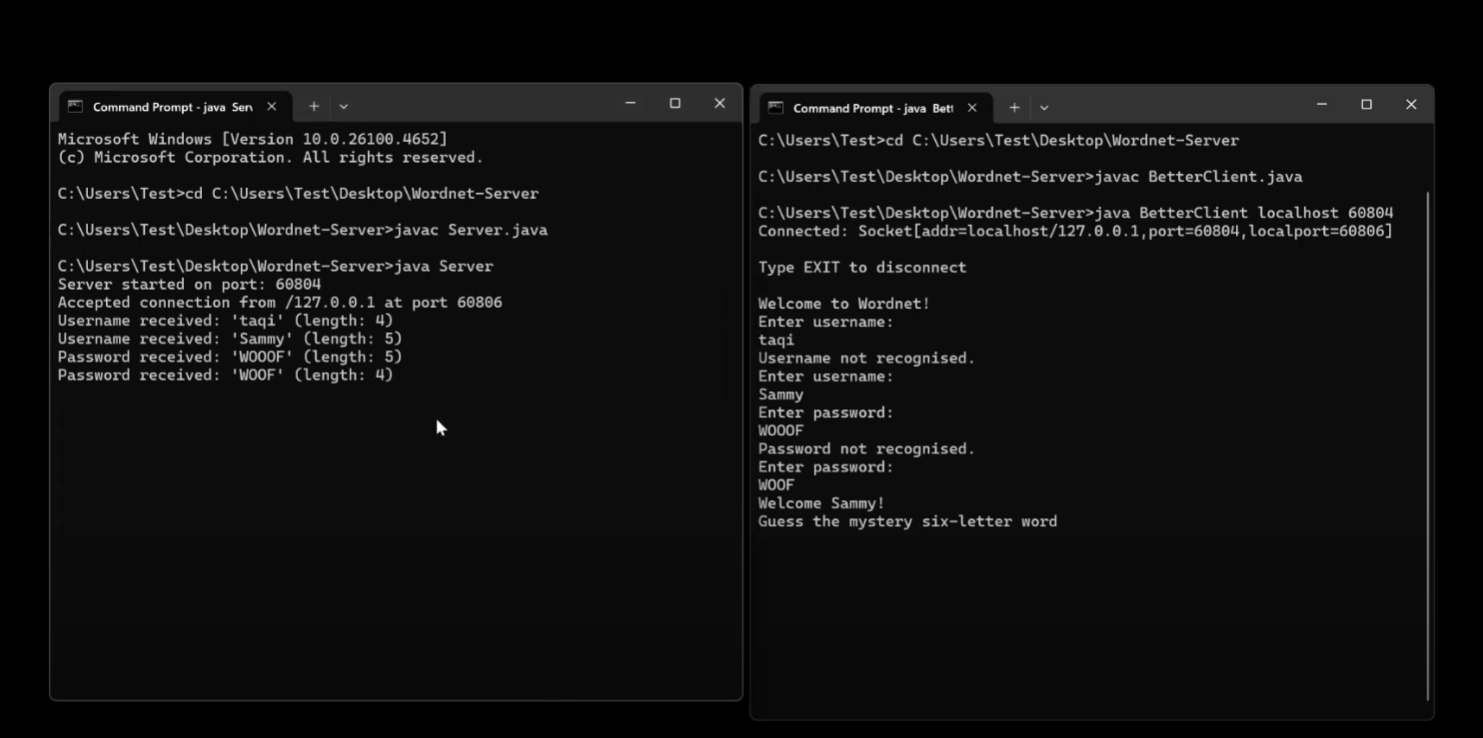 Command Prompt - java Serv
Microsoft Windows [Version 10.0.26100.4652]
(c) Microsoft Corporation. All rights reserved.
C:\Users\Test>cd C:\Users\Test\Desktop\Wordnet-Server
C:\Users\Test\Desktop\Wordnet-Server>javac Server.java
C:\Users\Test\Desktop\Wordnet-Server>java Server
Server started on port: 60804
Accepted connection from /127.0.0.1 at port 60806
Username received: 'taqi' (length: 4)
Username received: 'Sammy' (length: 5)
Password received: 'WOOOF' (length: 5)
Password received: 'WOOF' (length: 4)
Command Prompt - java Bett
C:\Users\Test>cd C:\Users\Test\Desktop\Wordnet-Server
C:\Users\Test\Desktop\Wordnet-Server>javac BetterClient.java
C:\Users\Test\Desktop\Wordnet-Server>java BetterClient localhost 60804
Connected: Socket[addr=localhost/127.0.0.1,port=60804,localport=60806]
Type EXIT to disconnect
Welcome to Wordnet!
Enter username:
taqi
Username not recognised.
Enter username:
Sammy
Enter password:
WOOOF
Password not recognised.
Enter password:
WOOF
Welcome Sammy!
Guess the mystery six-letter word